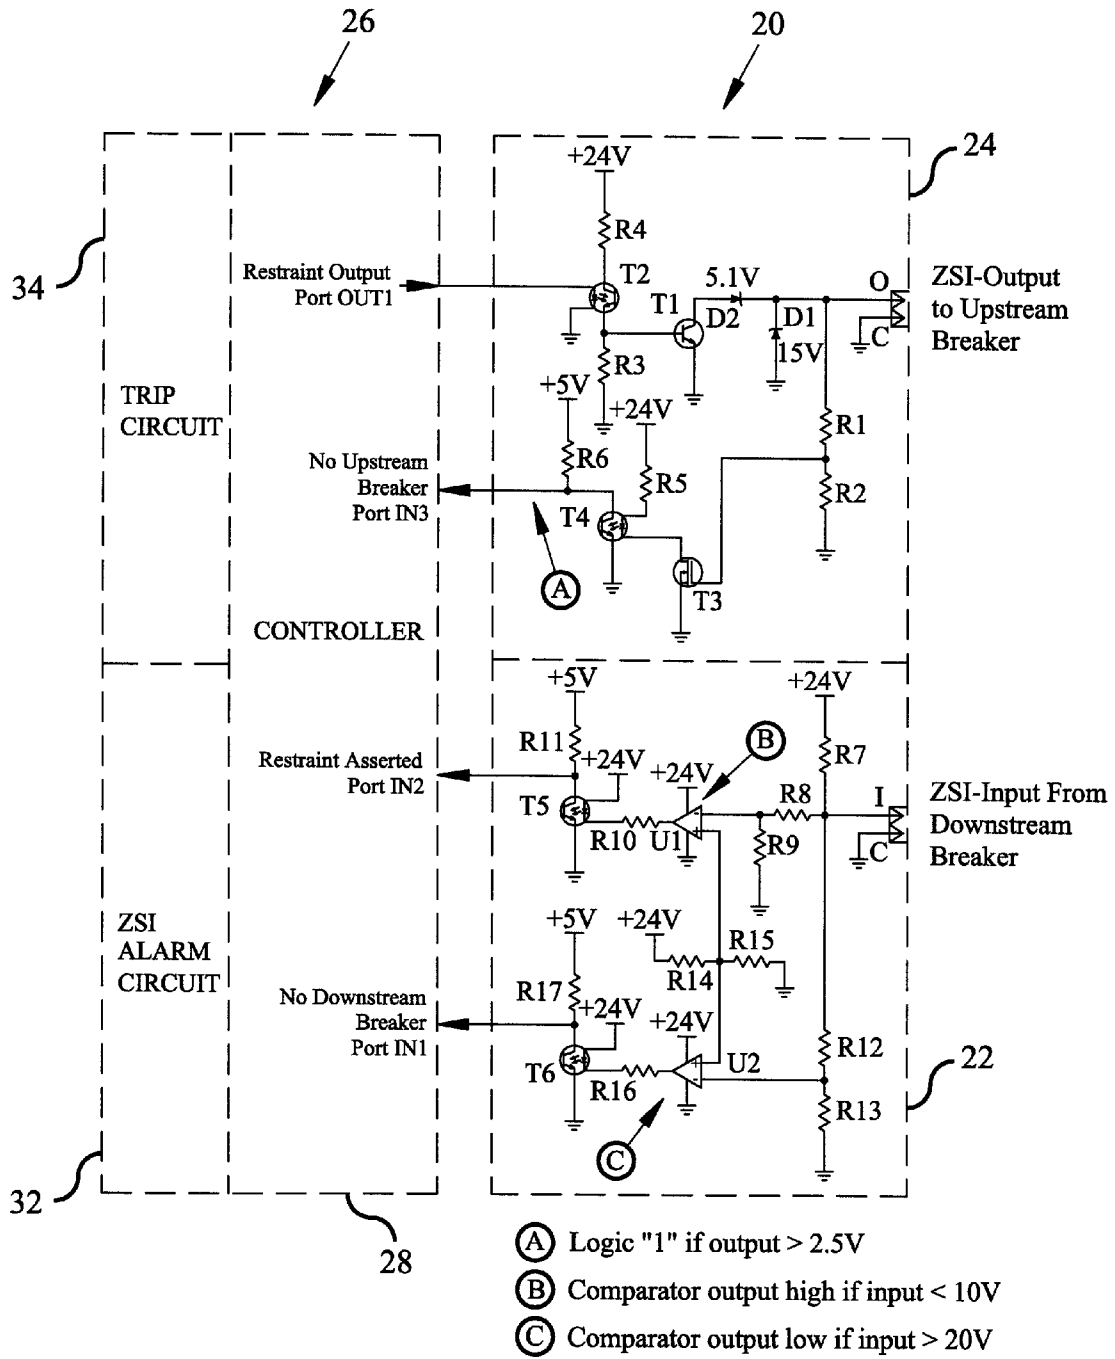 26
20
24
+24V
R4
34
Restraint Output
Port OUT1
T2
5.1V
T1
D2
D1
15V
O
C
ZSI-Output
to Upstream
Breaker
R3
+5V
+24V
TRIP
CIRCUIT
R1
R6
R5
R2
No Upstream
Breaker
Port IN3
T4
A
T3
CONTROLLER
+5V
+24V
R11
B
R7
+24V
+24V
Restraint Asserted
Port IN2
R8
I
ZSI-Input From
Downstream
Breaker
T5
-
+
R10
U1
R9
C
ZSI
ALARM
CIRCUIT
+5V
+24V
R15
R14
R17
No Downstream
Breaker
Port IN1
+24V
+24V
R12
T6
+
-
U2
R16
22
R13
C
32
28
A Logic "1" if output > 2.5V
B Comparator output high if input < 10V
C Comparator output low if input > 20V